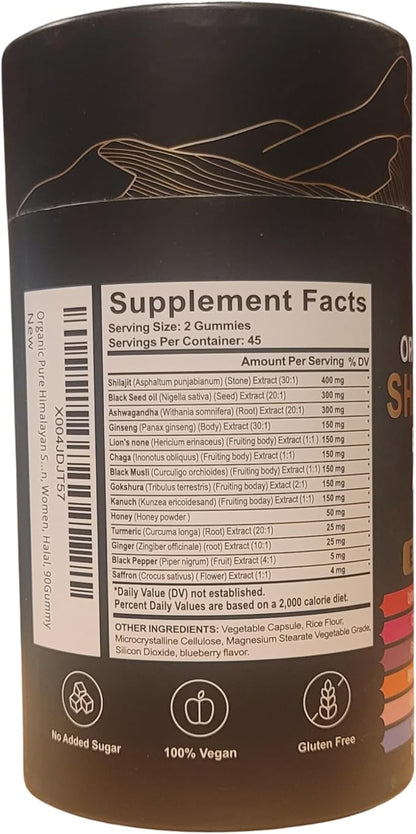 Supplement Facts
Serving Size: 2 Gummies
Servings Per Container: 45
Amount Per Serving % DV
Shilajit (Asphaltum punjabianum) (Stone) Extract (30:1) 400 mg *
Black Seed oil (Nigella sativa) (Seed) Extract (20:1) 300 mg *
Ashwagandha (Withania somnifera) (Root) Extract (20:1) 300 mg *
Ginseng (Panax ginseng) (Body) Extract (30:1) 150 mg *
Lion's none (Hericium erinaceus) (Fruiting body) Extract (1:1) 150 mg *
Chaga (Inonotus obliquus) (Fruiting body) Extract (1:1) 150 mg *
Black Musli (Curculigo orchioides) (Fruiting body) Extract (1:1) 150 mg *
Gokshura (Tribulus terrestris) (Fruiting boday) Extact (2:1) 150 mg *
Kanuch (Kunzea ericoidesand) (Fruiting boday) Extract (1:1) 150 mg *
Honey (Honey powder ) 50 mg *
Turmeric (Curcuma longa) (Root) Extract (20:1) 25 mg *
Ginger (Zingiber officinale) (root) Extract (10:1) 25 mg *
Black Pepper (Piper nigrum) (Fruit) Extract (4:1) 5 mg *
Saffron (Crocus sativus) ( Flower) Extract (1:1) 4 mg *
*Daily Value (DV) not established.
Percent Daily Values are based on a 2,000 calorie diet.
OTHER INGREDIENTS: Vegetable Capsule, Rice Flour,
Microcrystalline Cellulose, Magnesium Stearate Vegetable Grade,
Silicon Dioxide, blueberry flavor.
X004JDJT57
Organic Pure Himalayan S...n, Women, Halal, 90Gummy
New
No Added Sugar
100% Vegan
Gluten Free
OR
SH